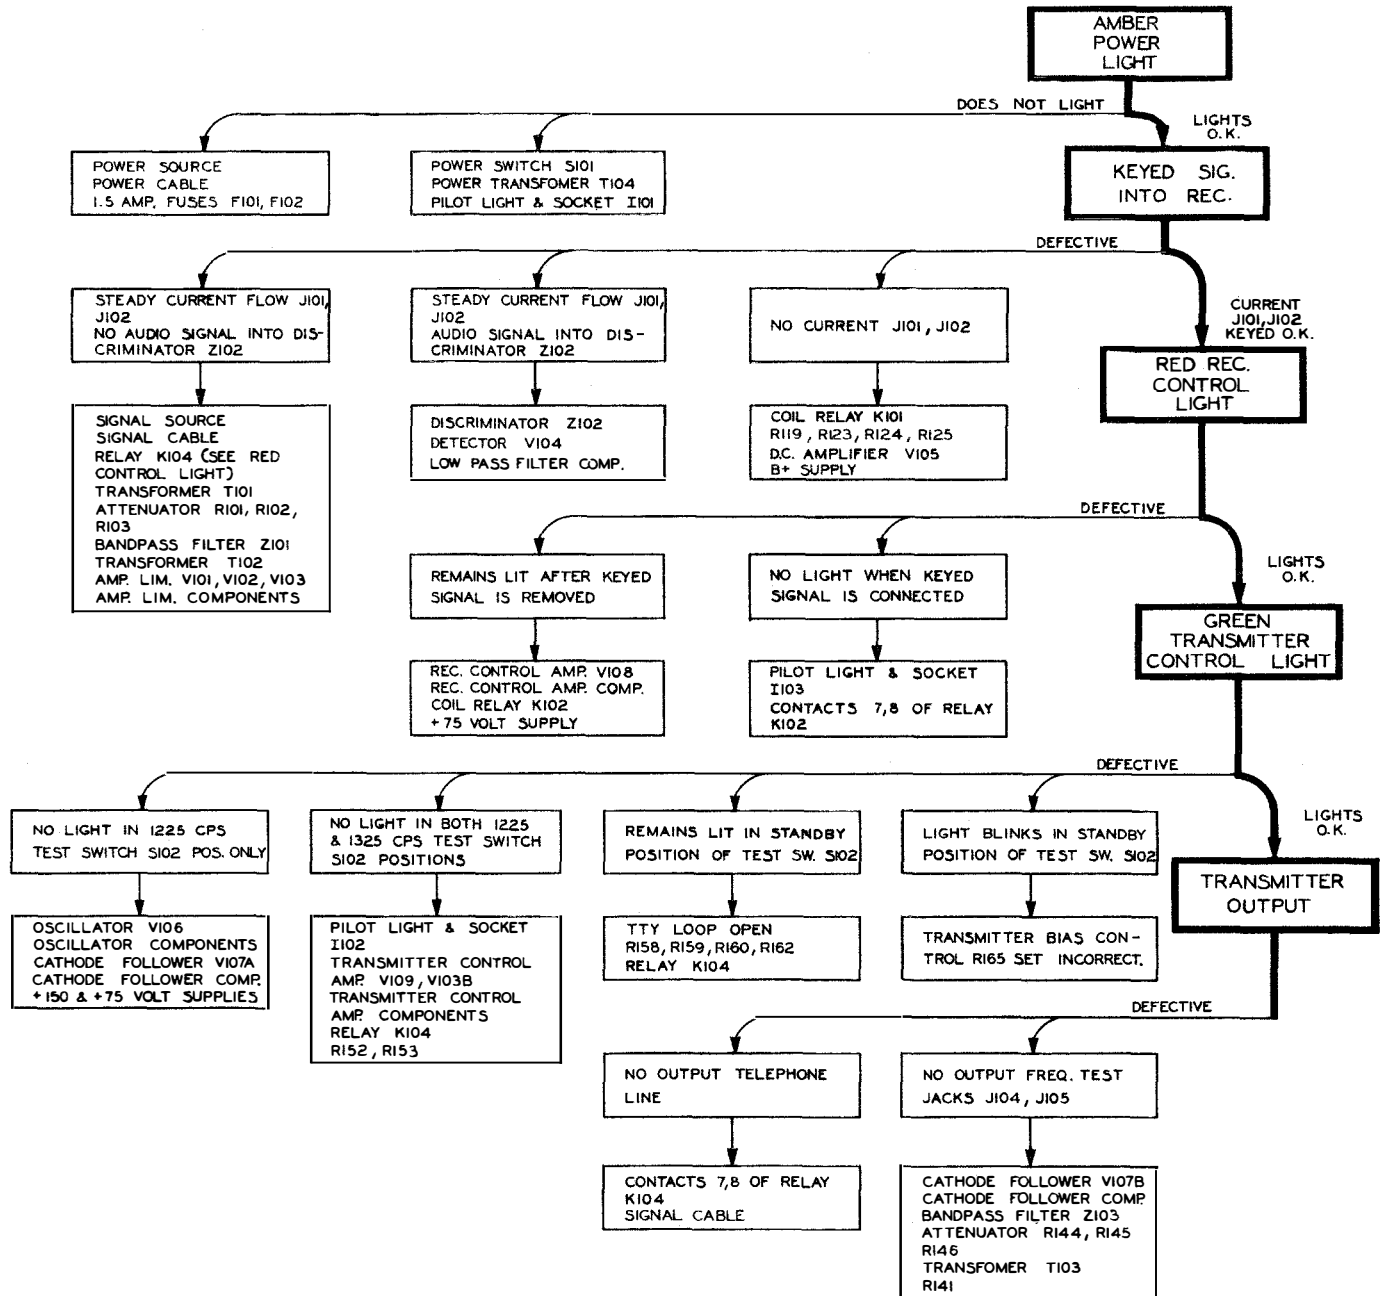 AMBER
POWER
LIGHT
DOES NOT LIGHT
LIGHTS
O.K.
POWER SOURCE
POWER CABLE
1.5 AMP. FUSES F101, F102
POWER SWITCH S101
POWER TRANSFOMER T104
PILOT LIGHT & SOCKET I101
KEYED SIG.
INTO REC.
DEFECTIVE
STEADY CURRENT FLOW J101,
J102
NO AUDIO SIGNAL INTO DIS-
CRIMINATOR Z102
STEADY CURRENT FLOW J101,
J102
AUDIO SIGNAL INTO DIS-
CRIMINATOR Z102
NO CURRENT J101, J102
CURRENT
J101, J102
KEYED O.K.
RED REC.
CONTROL
LIGHT
SIGNAL SOURCE
SIGNAL CABLE
RELAY K104 (SEE RED
CONTROL LIGHT)
TRANSFORMER T101
ATTENUATOR R101, R102,
R103
BANDPASS FILTER Z101
TRANSFORMER T102
AMP. LIM. V101, V102, V103
AMP. LIM. COMPONENTS
DISCRIMINATOR Z102
DETECTOR V104
LOW PASS FILTER COMP.
COIL RELAY K101
R119, R123, R124, R125
D.C. AMPLIFIER V105
B+ SUPPLY
DEFECTIVE
LIGHTS
O.K.
REMAINS LIT AFTER KEYED
SIGNAL IS REMOVED
NO LIGHT WHEN KEYED
SIGNAL IS CONNECTED
GREEN
TRANSMITTER
CONTROL LIGHT
REC. CONTROL AMP. V108
REC. CONTROL AMP. COMP.
COIL RELAY K102
+75 VOLT SUPPLY
PILOT LIGHT & SOCKET
I103
CONTACTS 7,8 OF RELAY
K102
DEFECTIVE
LIGHTS
O.K.
NO LIGHT IN 1225 CPS
TEST SWITCH S102 POS. ONLY
NO LIGHT IN BOTH 1225
& 1325 CPS TEST SWITCH
S102 POSITIONS
REMAINS LIT IN STANDBY
POSITION OF TEST SW. S102
LIGHT BLINKS IN STANDBY
POSITION OF TEST SW. S102
TRANSMITTER
OUTPUT
OSCILLATOR V106
OSCILLATOR COMPONENTS
CATHODE FOLLOWER V107A
CATHODE FOLLOWER COMP.
+150 & +75 VOLT SUPPLIES
PILOT LIGHT & SOCKET
I102
TRANSMITTER CONTROL
AMP. V109, V103B
TRANSMITTER CONTROL
AMP. COMPONENTS
RELAY K104
R152, R153
TTY LOOP OPEN
R158, R159, R160, R162
RELAY K104
TRANSMITTER BIAS CON-
TROL R165 SET INCORRECT.
DEFECTIVE
NO OUTPUT TELEPHONE
LINE
NO OUTPUT FREQ. TEST
JACKS J104, J105
CONTACTS 7,8 OF RELAY
K104
SIGNAL CABLE
CATHODE FOLLOWER V107B
CATHODE FOLLOWER COMP.
BANDPASS FILTER Z103
ATTENUATOR R144, R145
R146
TRANSFOMER T103
R141